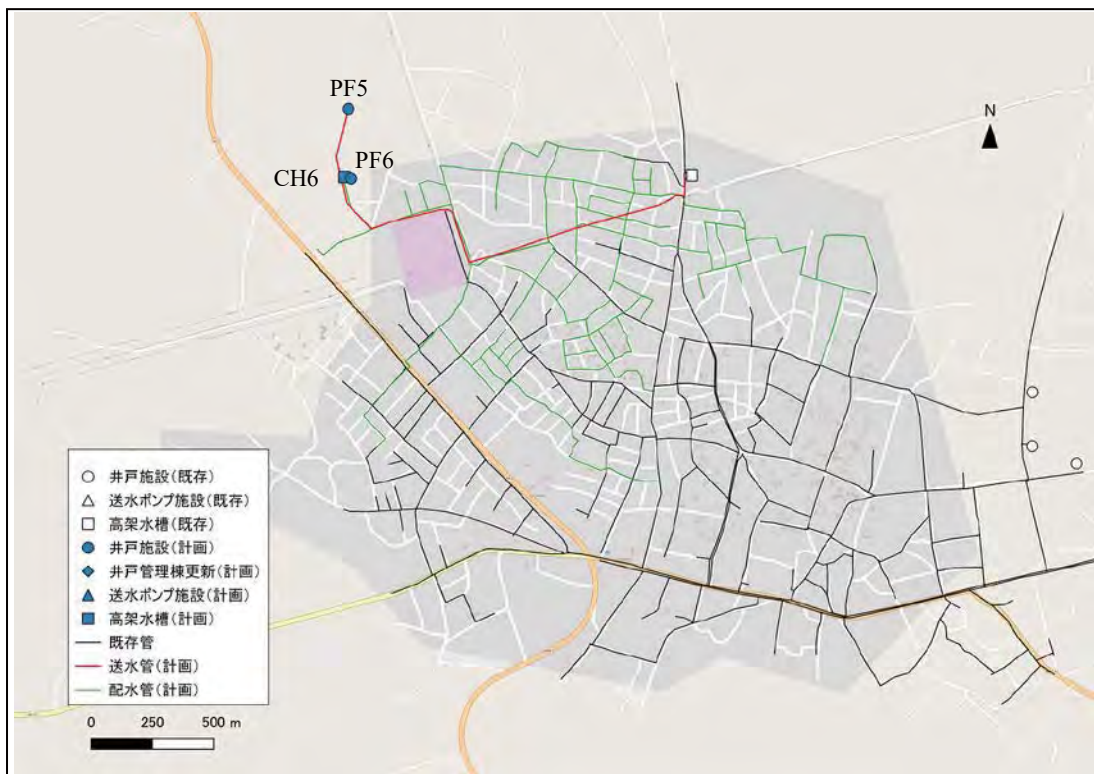 PF5
PF6
CH6
N
井戸施設(既存)
送水ポンプ施設(既存)
高架水槽(既存)
井戸施設(計画)
井戸管理棟更新(計画)
送水ポンプ施設(計画)
高架水槽(計画)
既存管
送水管(計画)
配水管(計画)
0 250 500 m